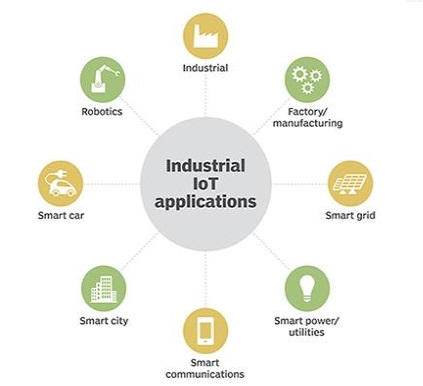 Industrial
Robotics
Factory/
manufacturing
Industrial
IoT
applications
Smart car
Smart grid
Smart city
Smart power/
utilities
Smart
communications